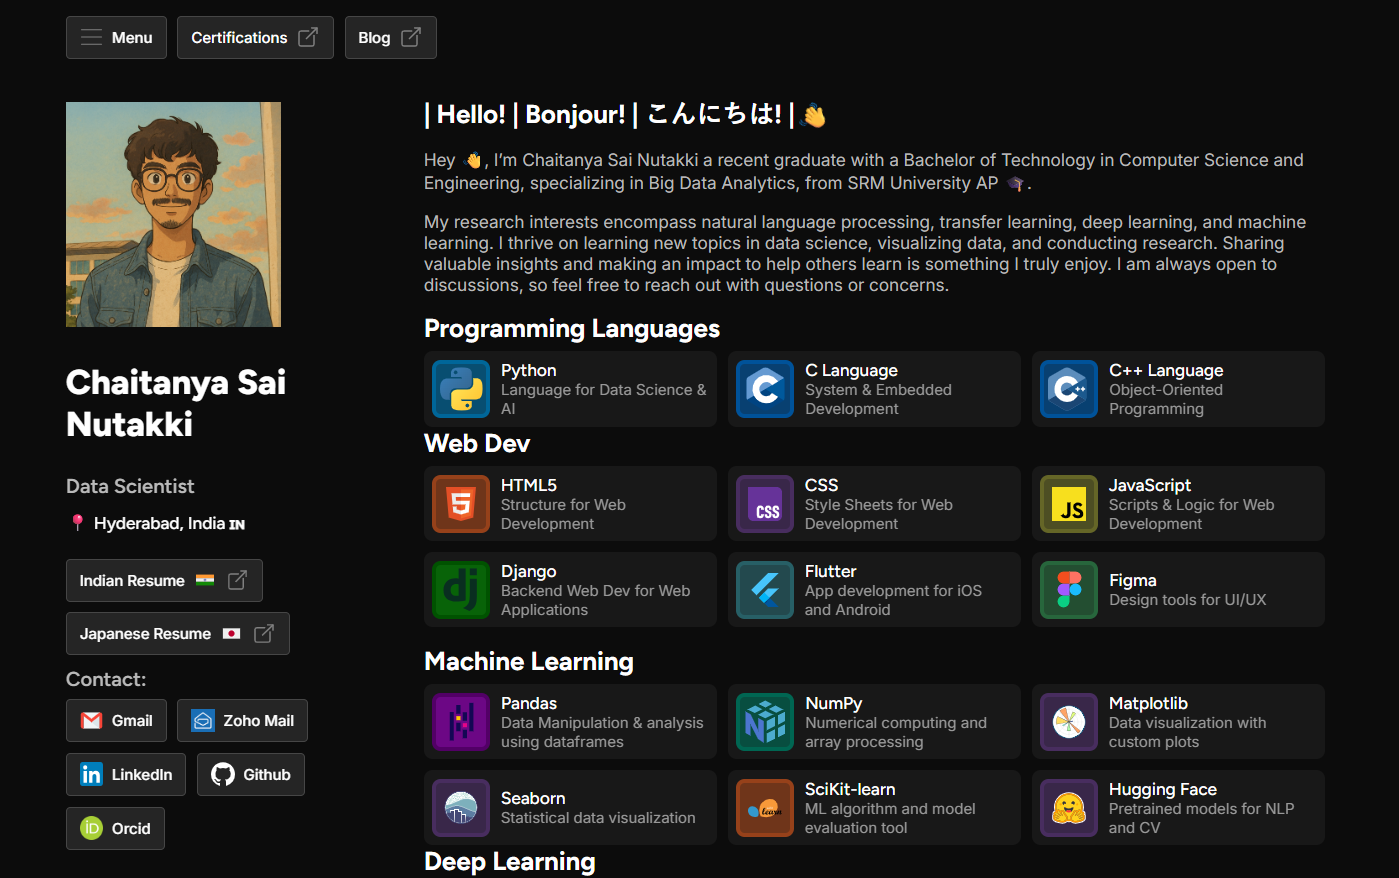 Menu
Certifications
Blog
Chaitanya Sai
Nutakki
Data Scientist
Hyderabad, India IN
Indian Resume
Japanese Resume
Contact:
Gmail
Zoho Mail
LinkedIn
Github
iD Orcid
| Hello! | Bonjour! | こんにちは! | 👋
Hey 👋, I’m Chaitanya Sai Nutakki a recent graduate with a Bachelor of Technology in Computer Science and
Engineering, specializing in Big Data Analytics, from SRM University AP 🎓.
My research interests encompass natural language processing, transfer learning, deep learning, and machine
learning. I thrive on learning new topics in data science, visualizing data, and conducting research. Sharing
valuable insights and making an impact to help others learn is something I truly enjoy. I am always open to
discussions, so feel free to reach out with questions or concerns.
Programming Languages
Python
Language for Data Science &
AI
C
C Language
System & Embedded
Development
C++
C++ Language
Object-Oriented
Programming
Web Dev
5
HTML5
Structure for Web
Development
CSS
CSS
Style Sheets for Web
Development
JS
JavaScript
Scripts & Logic for Web
Development
dj
Django
Backend Web Dev for Web
Applications
Flutter
App development for iOS
and Android
Figma
Design tools for UI/UX
Machine Learning
Pandas
Data Manipulation & analysis
using dataframes
NumPy
Numerical computing and
array processing
Matplotlib
Data visualization with
custom plots
Seaborn
Statistical data visualization
learn
SciKit-learn
ML algorithm and model
evaluation tool
Hugging Face
Pretrained models for NLP
and CV
Deep Learning